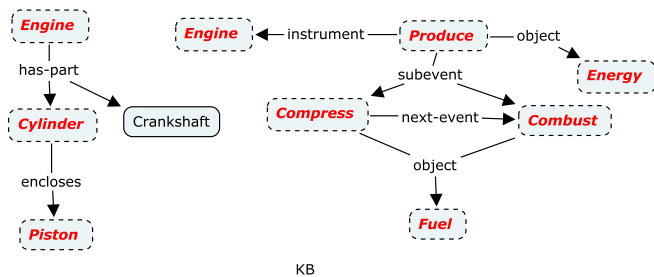 Engine
has-part
Cylinder
Crankshaft
encloses
Piston
Engine
instrument
Produce
object
Energy
subevent
Compress
next-event
Combust
object
Fuel
KB